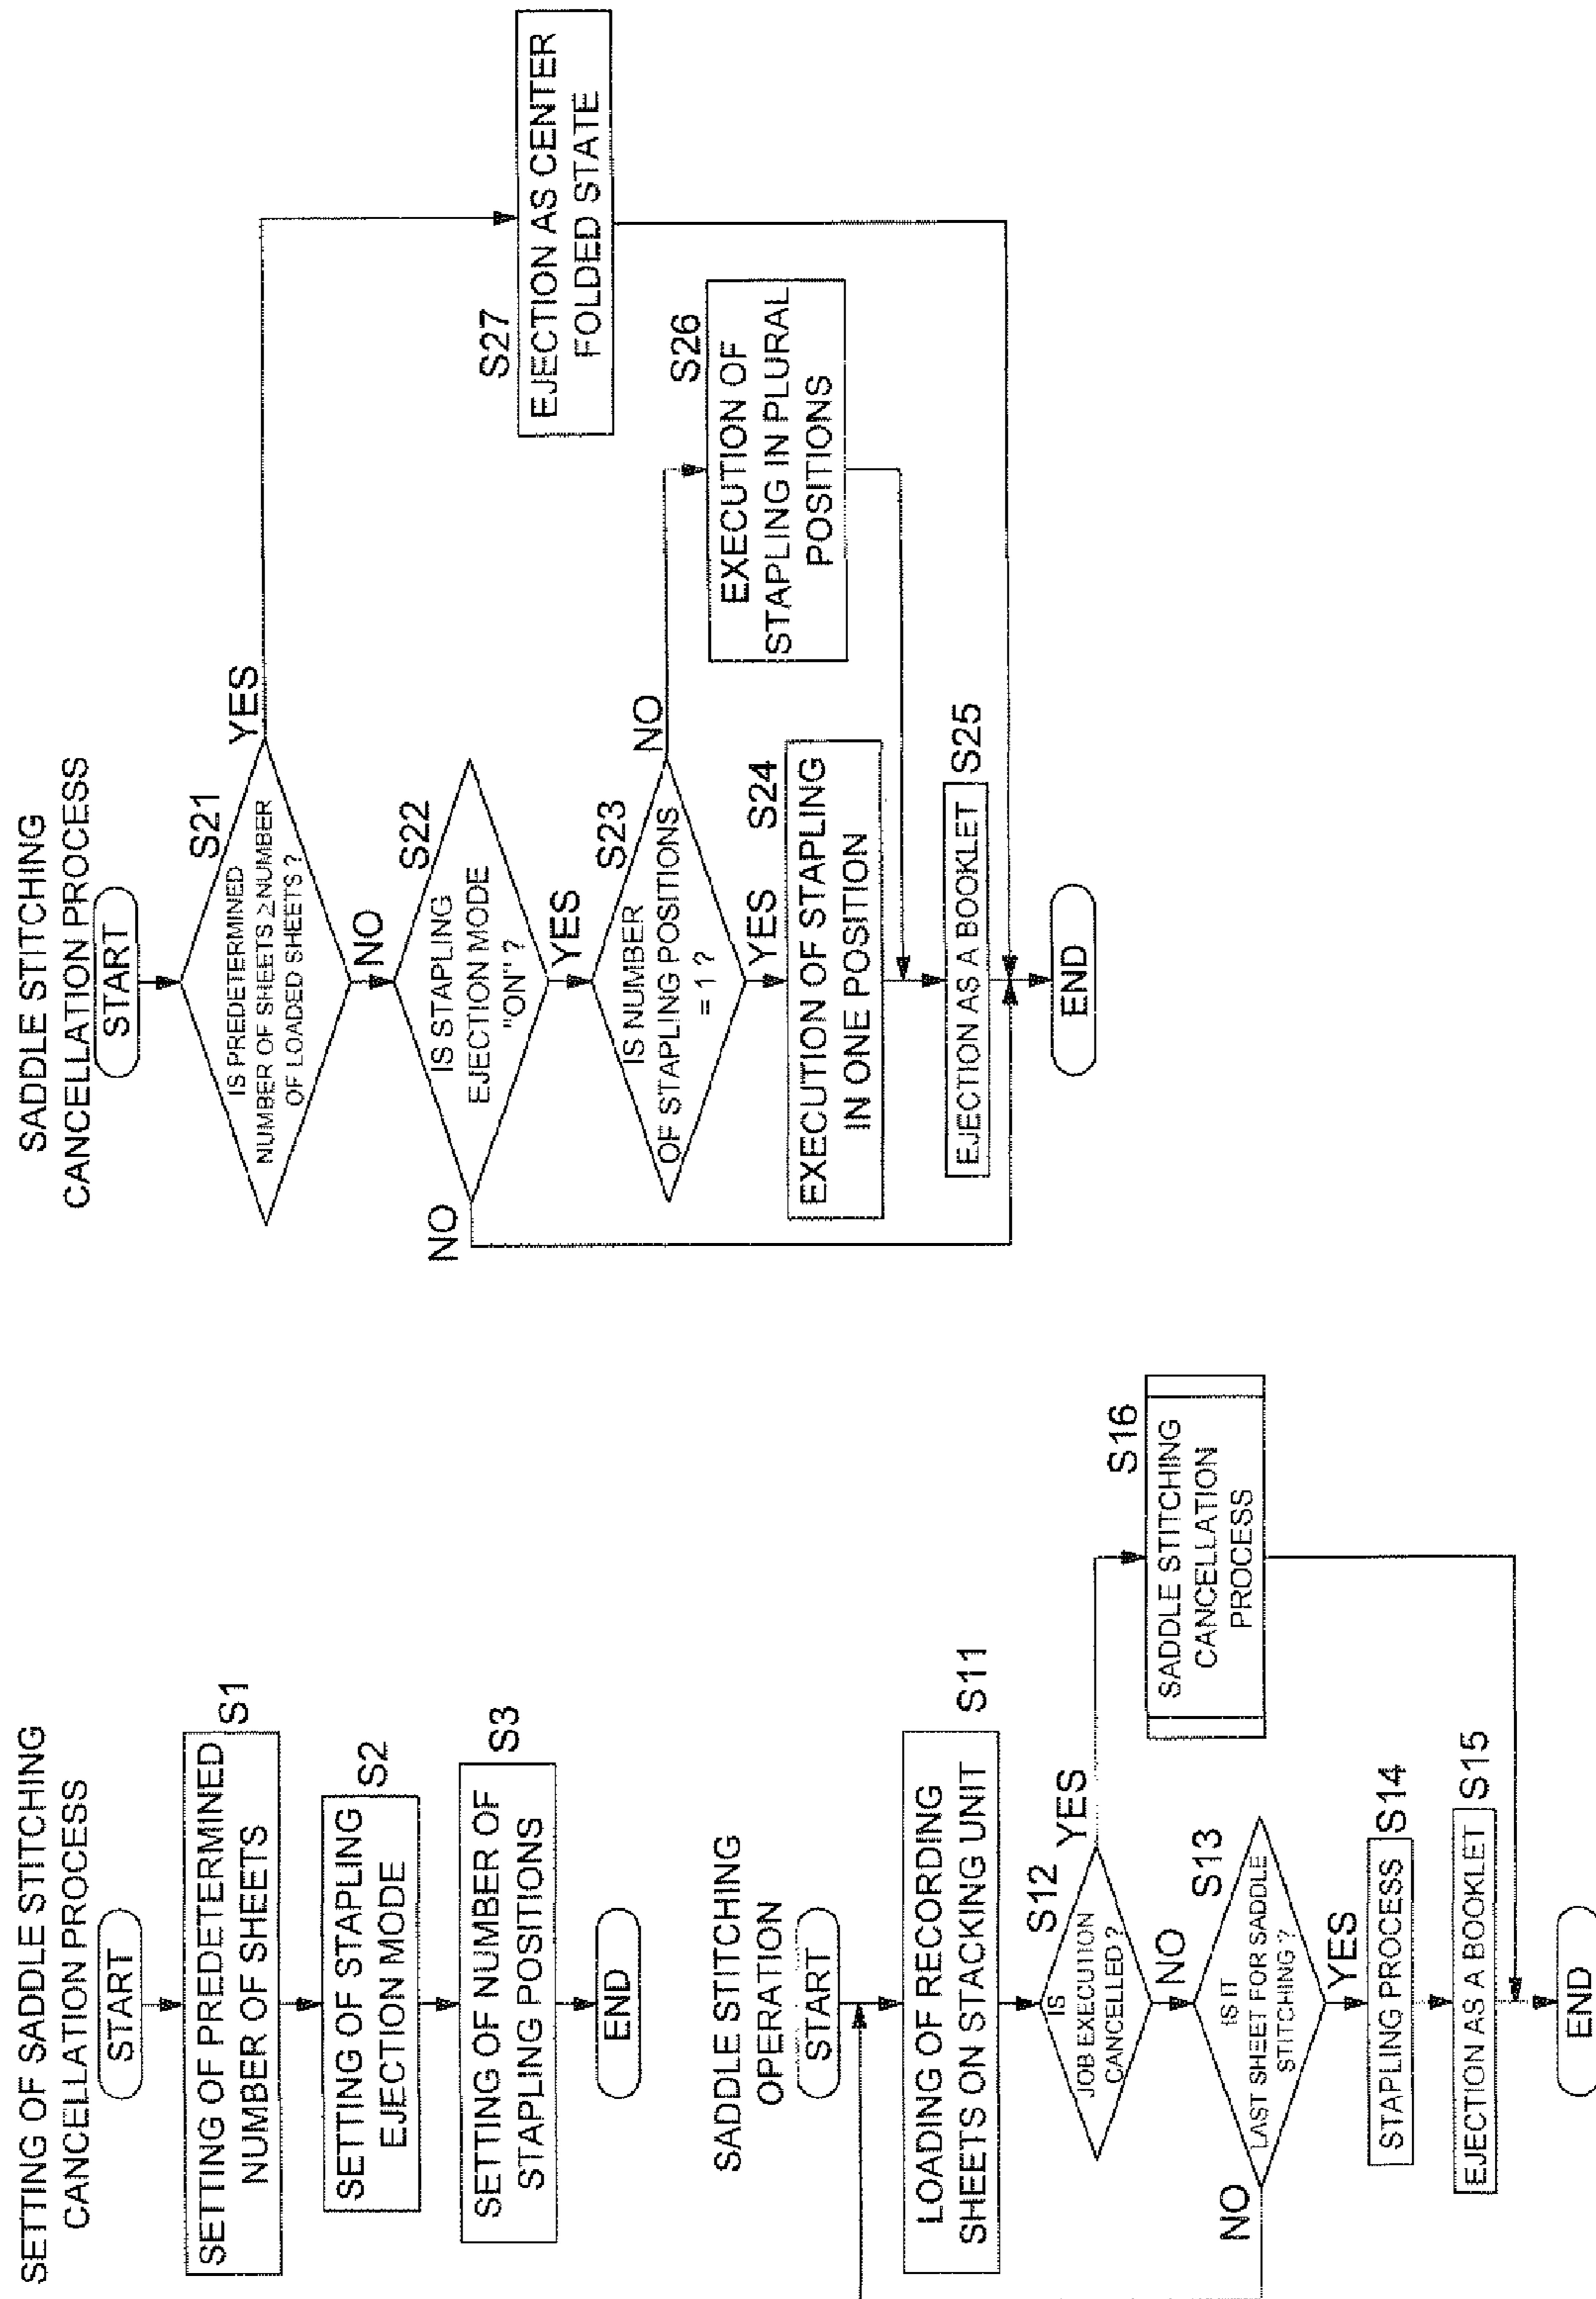 SETTING OF SADDLE STITCHING
CANCELLATION PROCESS
START
SETTING OF PREDETERMINED
NUMBER OF SHEETS
S1
SETTING OF STAPLING
EJECTION MODE
S2
SETTING OF NUMBER OF
STAPLING POSITIONS
S3
END
SADDLE STITCHING
OPERATION
START
LOADING OF RECORDING
SHEETS ON STACKING UNIT
S11
S12
IS
JOB EXECUTION
CANCELLED ?
YES
NO
S13
IS IT
LAST SHEET FOR SADDLE
STITCHING ?
NO
YES
STAPLING PROCESS
S14
EJECTION AS A BOOKLET
S15
S16
SADDLE STITCHING
CANCELLATION
PROCESS
END
SADDLE STITCHING
CANCELLATION PROCESS
START
S21
IS PREDETERMINED
NUMBER OF SHEETS ≥ NUMBER
OF LOADED SHEETS ?
YES
NO
S22
IS STAPLING
EJECTION MODE
"ON" ?
NO
YES
S23
IS NUMBER
OF STAPLING POSITIONS
= 1 ?
NO
YES
S24
EXECUTION OF STAPLING
IN ONE POSITION
EJECTION AS A BOOKLET
S25
S26
EXECUTION OF
STAPLING IN PLURAL
POSITIONS
S27
EJECTION AS CENTER
FOLDED STATE
END